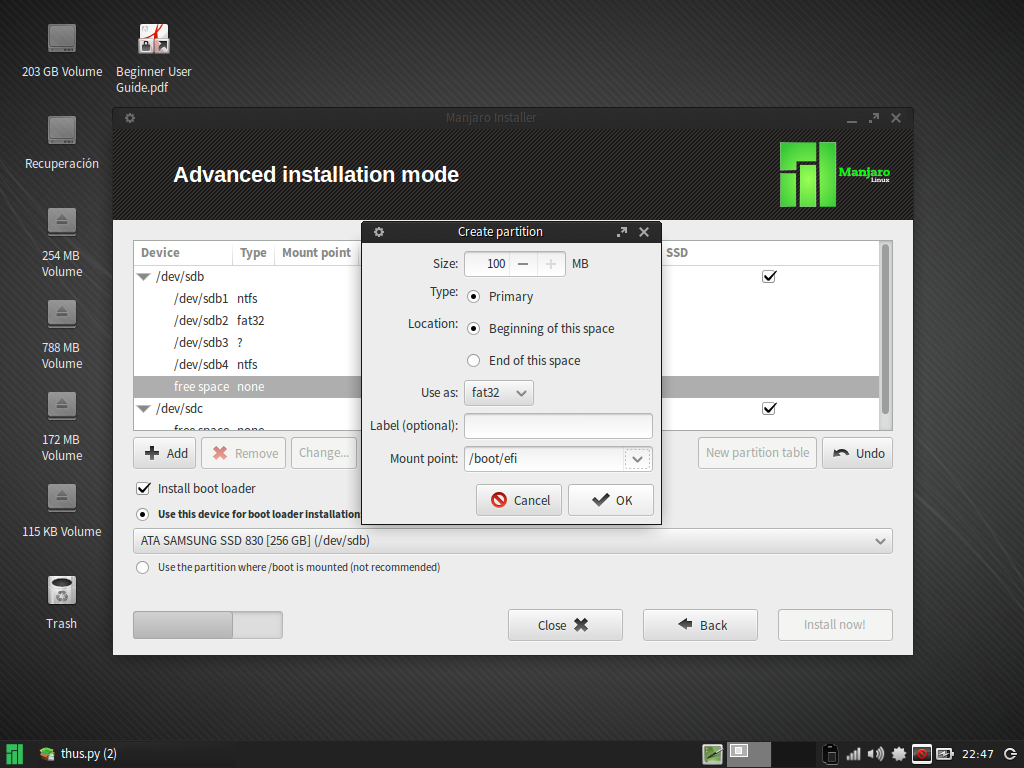 203 GB Volume
Beginner User
Guide.pdf
Recuperación
254 MB
Volume
788 MB
Volume
172 MB
Volume
115 KB Volume
Trash
Manjaro Installer
Advanced installation mode
Manjaro
Linux
Device Type Mount point SSD
/dev/sdb
/dev/sdb1 ntfs
/dev/sdb2 fat32
/dev/sdb3 ?
/dev/sdb4 ntfs
free space none
/dev/sdc
free space none
Add Remove Change... New partition table Undo
Install boot loader
Use this device for boot loader installation
ATA SAMSUNG SSD 830 [256 GB] (/dev/sdb)
Use the partition where /boot is mounted (not recommended)
Close Back Install now!
Create partition
Size: 100 MB
Type: Primary
Location: Beginning of this space
End of this space
Use as: fat32
Label (optional):
Mount point: /boot/efi
Cancel OK
thus.py (2)
22:47